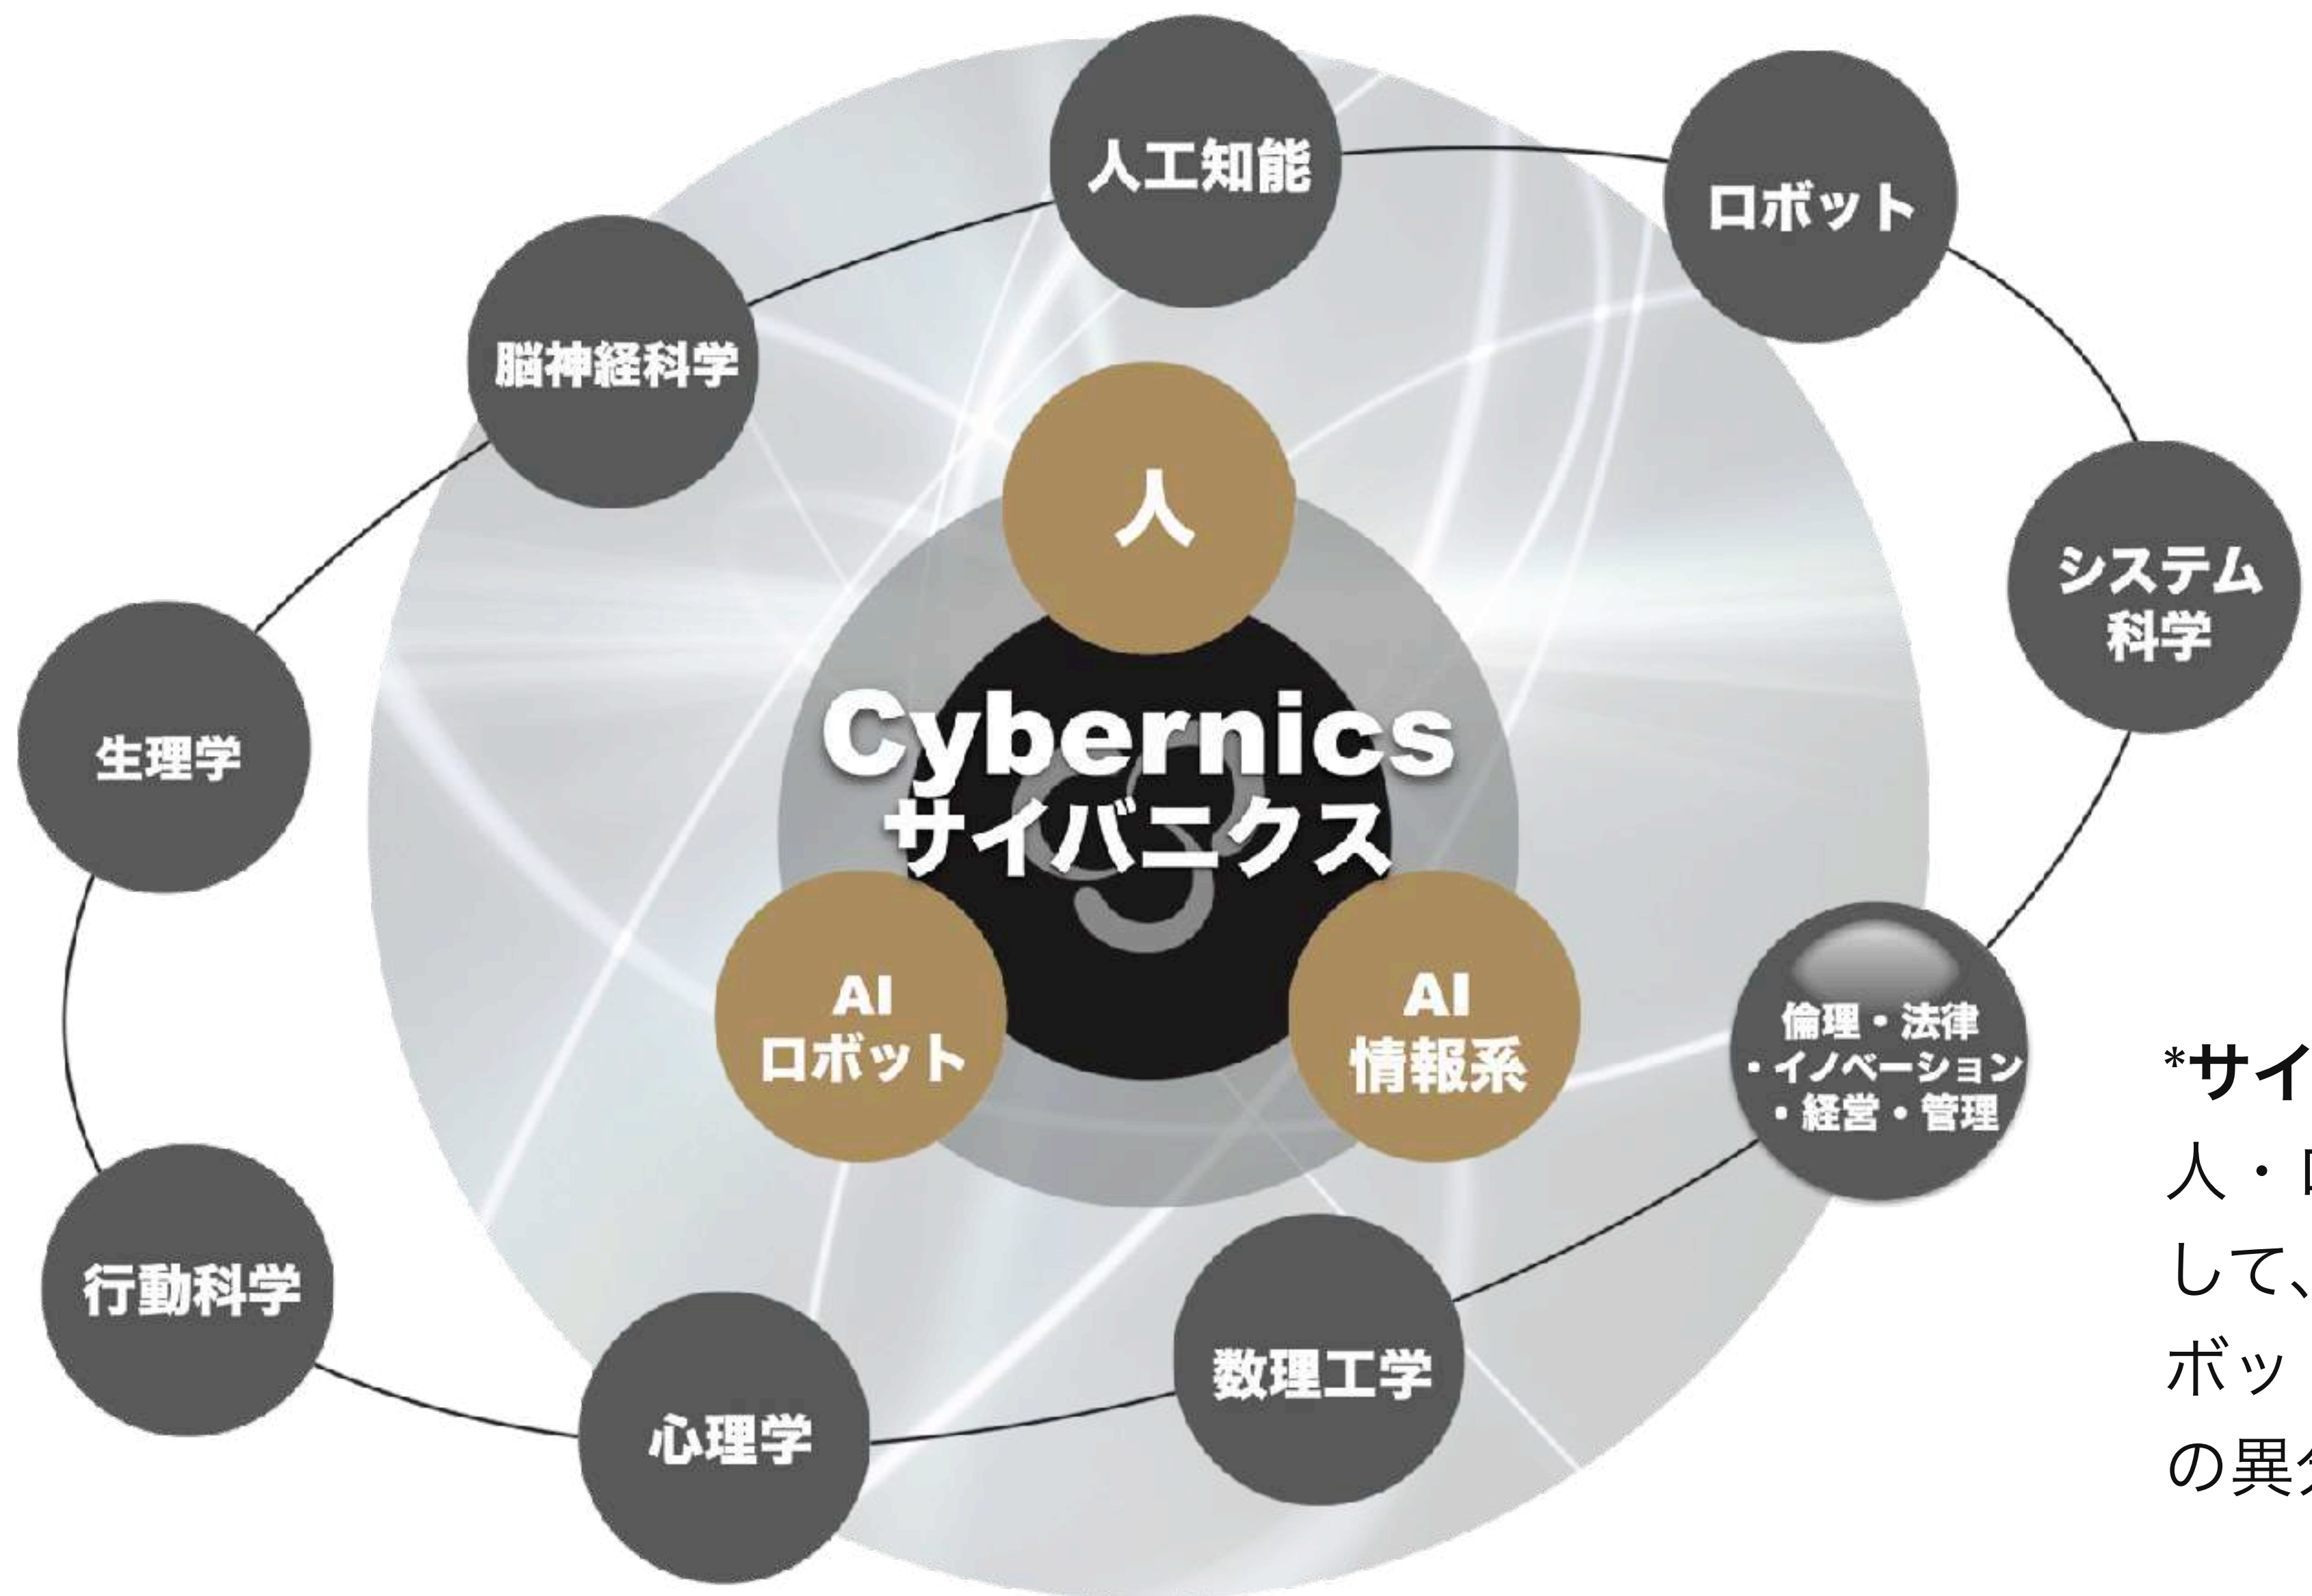 人工知能
ロボット
脳神経科学
人
システム
科学
生理学
Cybernics
サイバニクス
AI
ロボット
AI
情報系
倫理・法律
・イノベーション
・経営・管理
行動科学
心理学
数理工学
*サイ
人・
して、
ボッ
の異